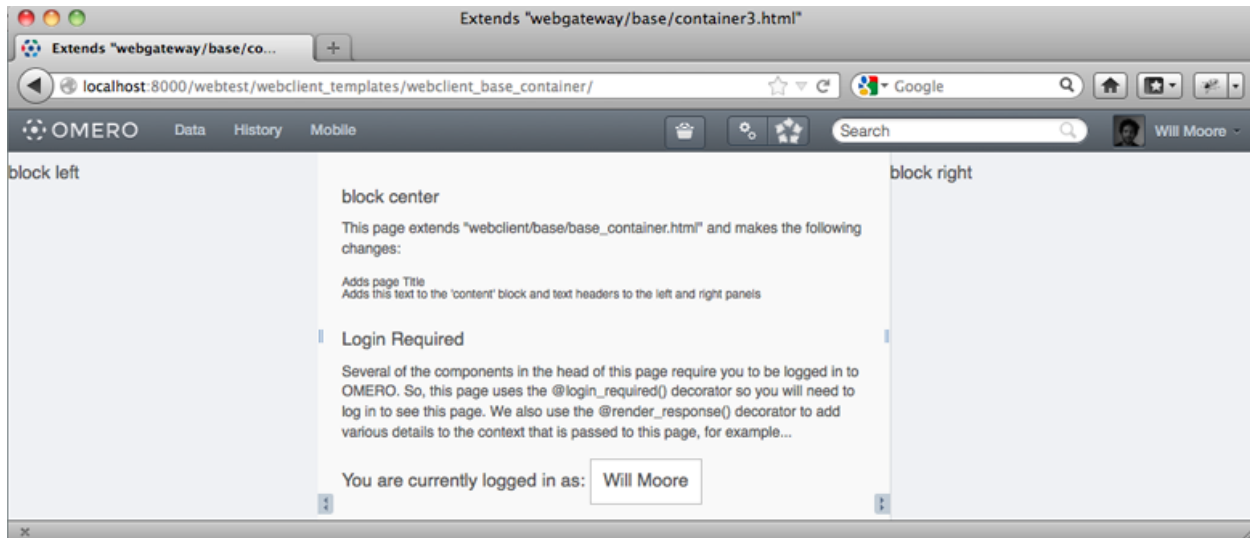 Extends "webgateway/base/container3.html"
Extends "webgateway/base/co...
localhost:8000/webtest/webclient_templates/webclient_base_container/
Google
OMERO Data History Mobile Search Will Moore
block left
block right
block center
This page extends "webclient/base/base_container.html" and makes the following
changes:
Adds page Title
Adds this text to the 'content' block and text headers to the left and right panels
Login Required
Several of the components in the head of this page require you to be logged in to
OMERO. So, this page uses the @login_required() decorator so you will need to
log in to see this page. We also use the @render_response() decorator to add
various details to the context that is passed to this page, for example...
You are currently logged in as: Will Moore